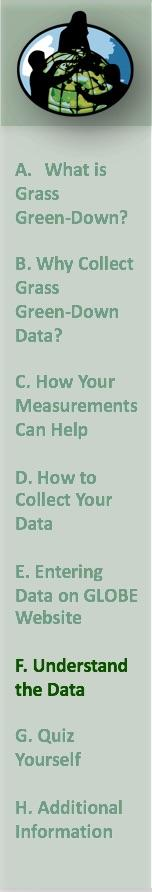 A. What is
Grass
Green-Down?
B. Why Collect
Grass
Green-Down
Data?
C. How Your
Measurements
Can Help
D. How to
Collect Your
Data
E. Entering
Data on GLOBE
Website
F. Understand
the Data
G. Quiz
Yourself
H. Additional
Information